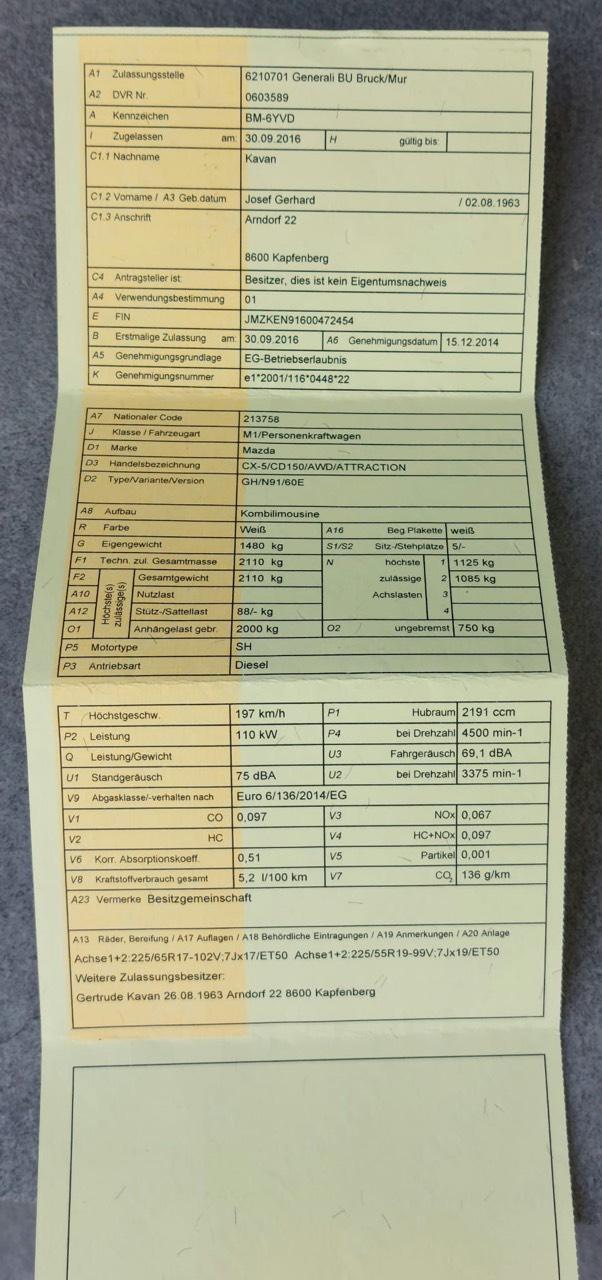 A1 Zulassungsstelle 6210701 Generali BU Bruck/Mur
A2 DVR Nr. 0603589
A Kennzeichen BM-6YVD
I Zugelassen am: 30.09.2016 H gültig bis:
C1.1 Nachname Kavan
C1.2 Vorname / A3 Geb.datum Josef Gerhard / 02.08.1963
C1.3 Anschrift Arndorf 22
8600 Kapfenberg
C4 Antragsteller ist: Besitzer, dies ist kein Eigentumsnachweis
A4 Verwendungsbestimmung 01
E FIN JMZKEN91600472454
B Erstmalige Zulassung am: 30.09.2016 A6 Genehmigungsdatum 15.12.2014
A5 Genehmigungsgrundlage EG-Betriebserlaubnis
K Genehmigungsnummer e1*2001/116*0448*22
A7 Nationaler Code 213758
J Klasse / Fahrzeugart M1/Personenkraftwagen
D1 Marke Mazda
D3 Handelsbezeichnung CX-5/CD150/AWD/ATTRACTION
D2 Type/Variante/Version GH/N91/60E
A8 Aufbau Kombilimousine
R Farbe Weiß A16 Beg.Plakette weiß
G Eigengewicht 1480 kg S1/S2 Sitz-/Stehplätze 5/-
F1 Techn. zul. Gesamtmasse 2110 kg N höchste 1 1125 kg
F2 Höchste(s) zulässige(s) Gesamtgewicht 2110 kg zulässige 2 1085 kg
A10 Nutzlast Achslasten 3
A12 Stütz-/Sattellast 88/- kg 4
O1 Anhängelast gebr. 2000 kg O2 ungebremst 750 kg
P5 Motortype SH
P3 Antriebsart Diesel
T Höchstgeschw. 197 km/h P1 Hubraum 2191 ccm
P2 Leistung 110 kW P4 bei Drehzahl 4500 min-1
Q Leistung/Gewicht U3 Fahrgeräusch 69,1 dBA
U1 Standgeräusch 75 dBA U2 bei Drehzahl 3375 min-1
V9 Abgasklasse/-verhalten nach Euro 6/136/2014/EG
V1 CO 0,097 V3 NOx 0,067
V2 HC V4 HC+NOx 0,097
V6 Korr. Absorptionskoeff. 0,51 V5 Partikel 0,001
V8 Kraftstoffverbrauch gesamt 5,2 l/100 km V7 CO₂ 136 g/km
A23 Vermerke Besitzgemeinschaft
A13 Räder, Bereifung / A17 Auflagen / A18 Behördliche Eintragungen / A19 Anmerkungen / A20 Anlage
Achse1+2:225/65R17-102V;7Jx17/ET50 Achse1+2:225/55R19-99V;7Jx19/ET50
Weitere Zulassungsbesitzer:
Gertrude Kavan 26.08.1963 Arndorf 22 8600 Kapfenberg